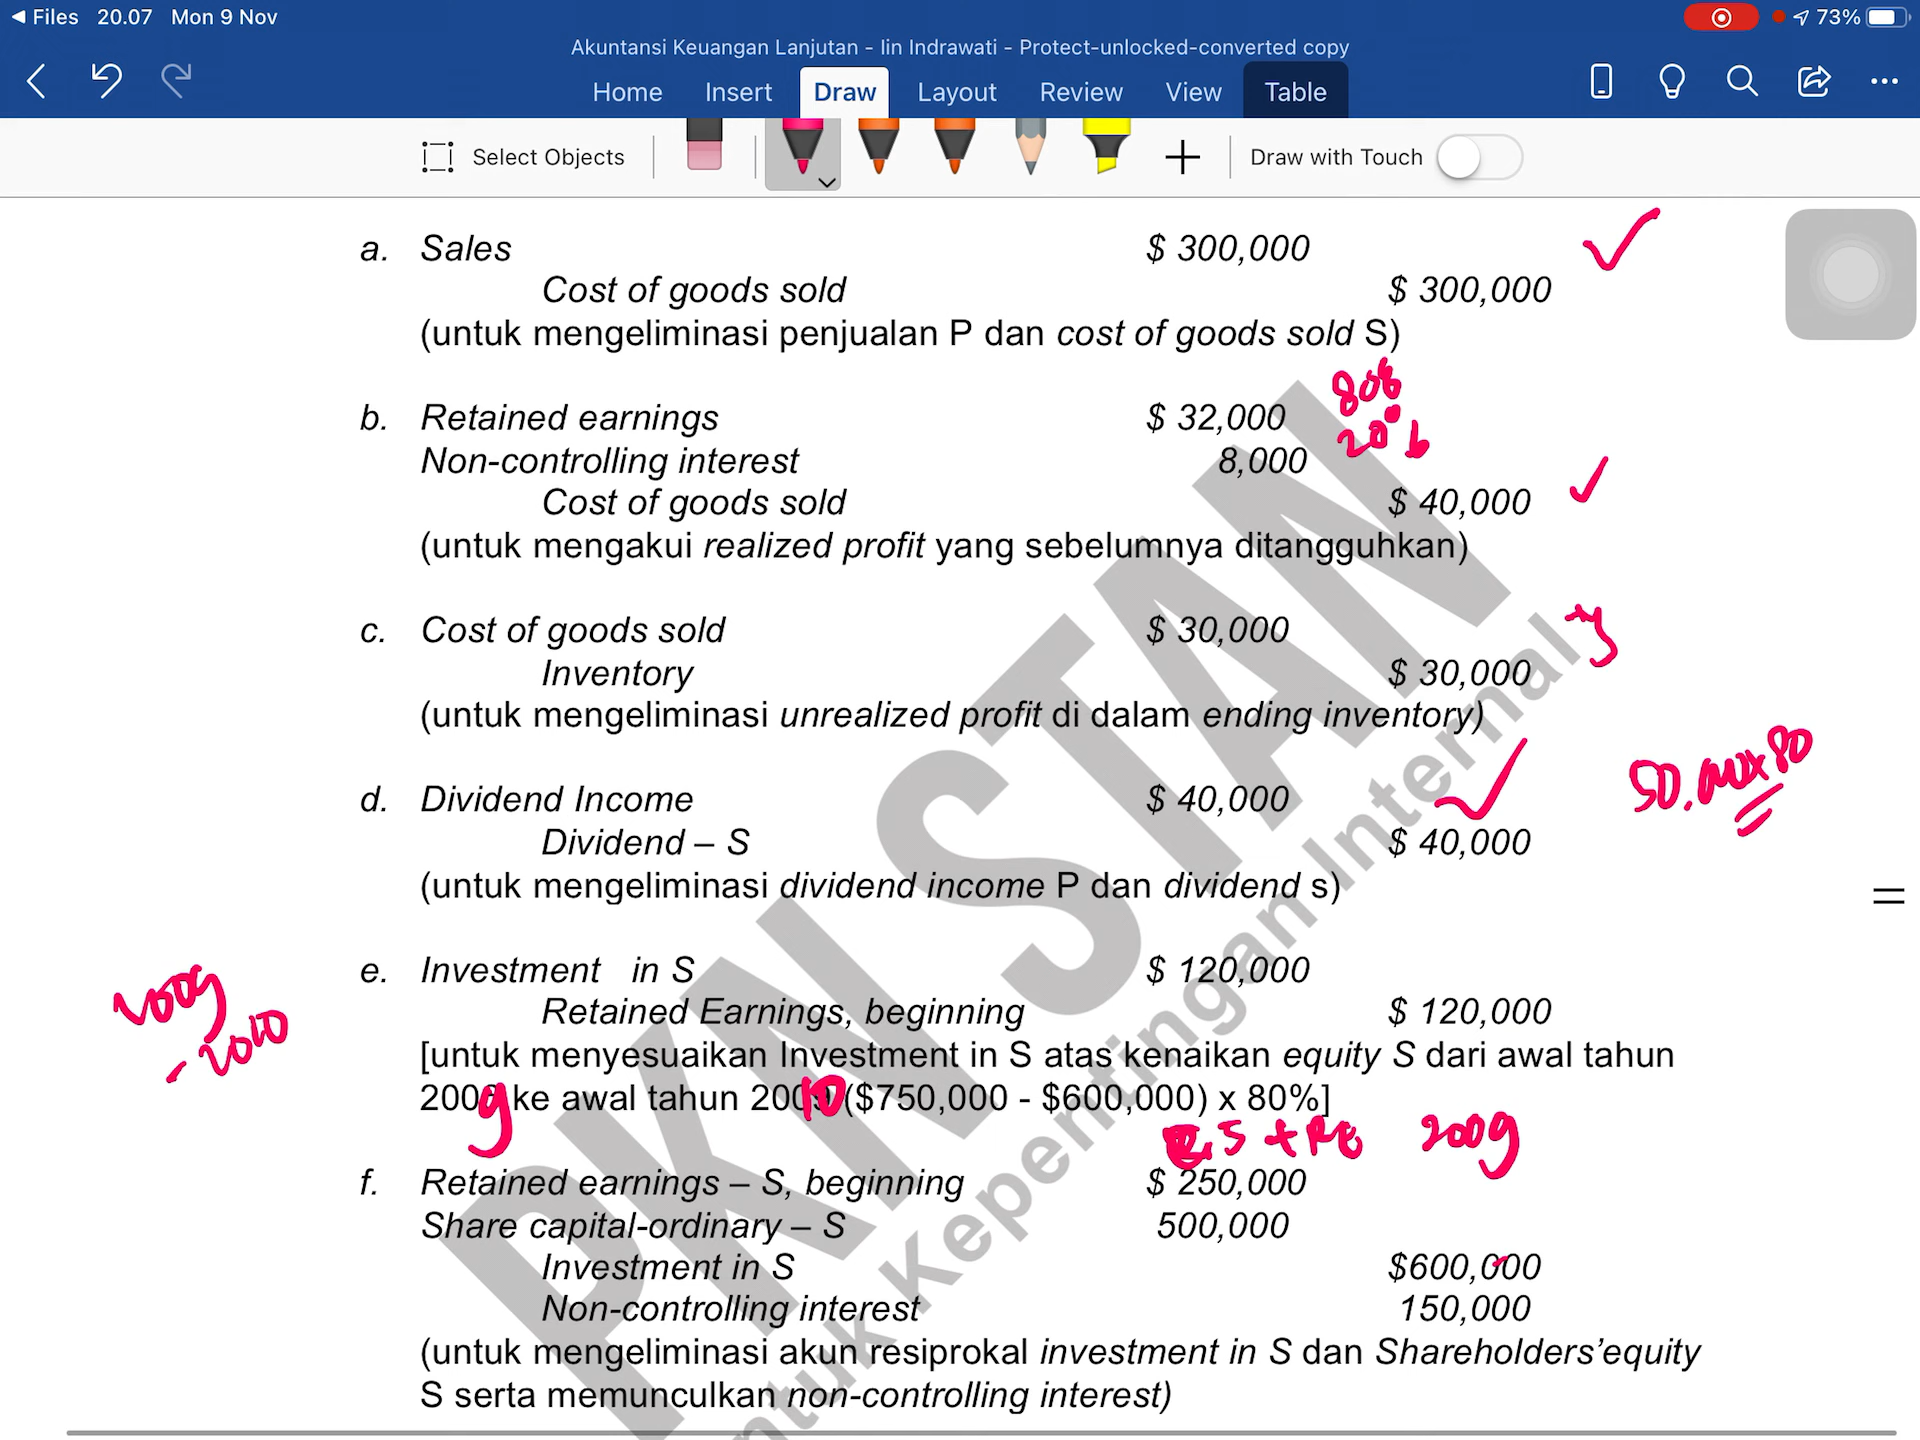 Files 20.07 Mon 9 Nov
73%
Akuntansi Keuangan Lanjutan - Iin Indrawati - Protect-unlocked-converted copy
Home Insert Draw Layout Review View Table
Select Objects
Draw with Touch
a. Sales $ 300,000
Cost of goods sold $ 300,000
(untuk mengeliminasi penjualan P dan cost of goods sold S)
b. Retained earnings $ 32,000
Non-controlling interest 8,000
Cost of goods sold $ 40,000
(untuk mengakui realized profit yang sebelumnya ditangguhkan)
c. Cost of goods sold $ 30,000
Inventory $ 30,000
(untuk mengeliminasi unrealized profit di dalam ending inventory)
50.000x80
d. Dividend Income $ 40,000
Dividend – S $ 40,000
(untuk mengeliminasi dividend income P dan dividend s)
=
2009
- 2010
e. Investment in S $ 120,000
Retained Earnings, beginning $ 120,000
[untuk menyesuaikan Investment in S atas kenaikan equity S dari awal tahun
2009 ke awal tahun 2010 ($750,000 - $600,000) x 80%]
S + RE 2009
f. Retained earnings – S, beginning $ 250,000
Share capital-ordinary – S 500,000
Investment in S $600,000
Non-controlling interest 150,000
(untuk mengeliminasi akun resiprokal investment in S dan Shareholders'equity
S serta memunculkan non-controlling interest)
PKN STAN
untuk Kepentingan Internal